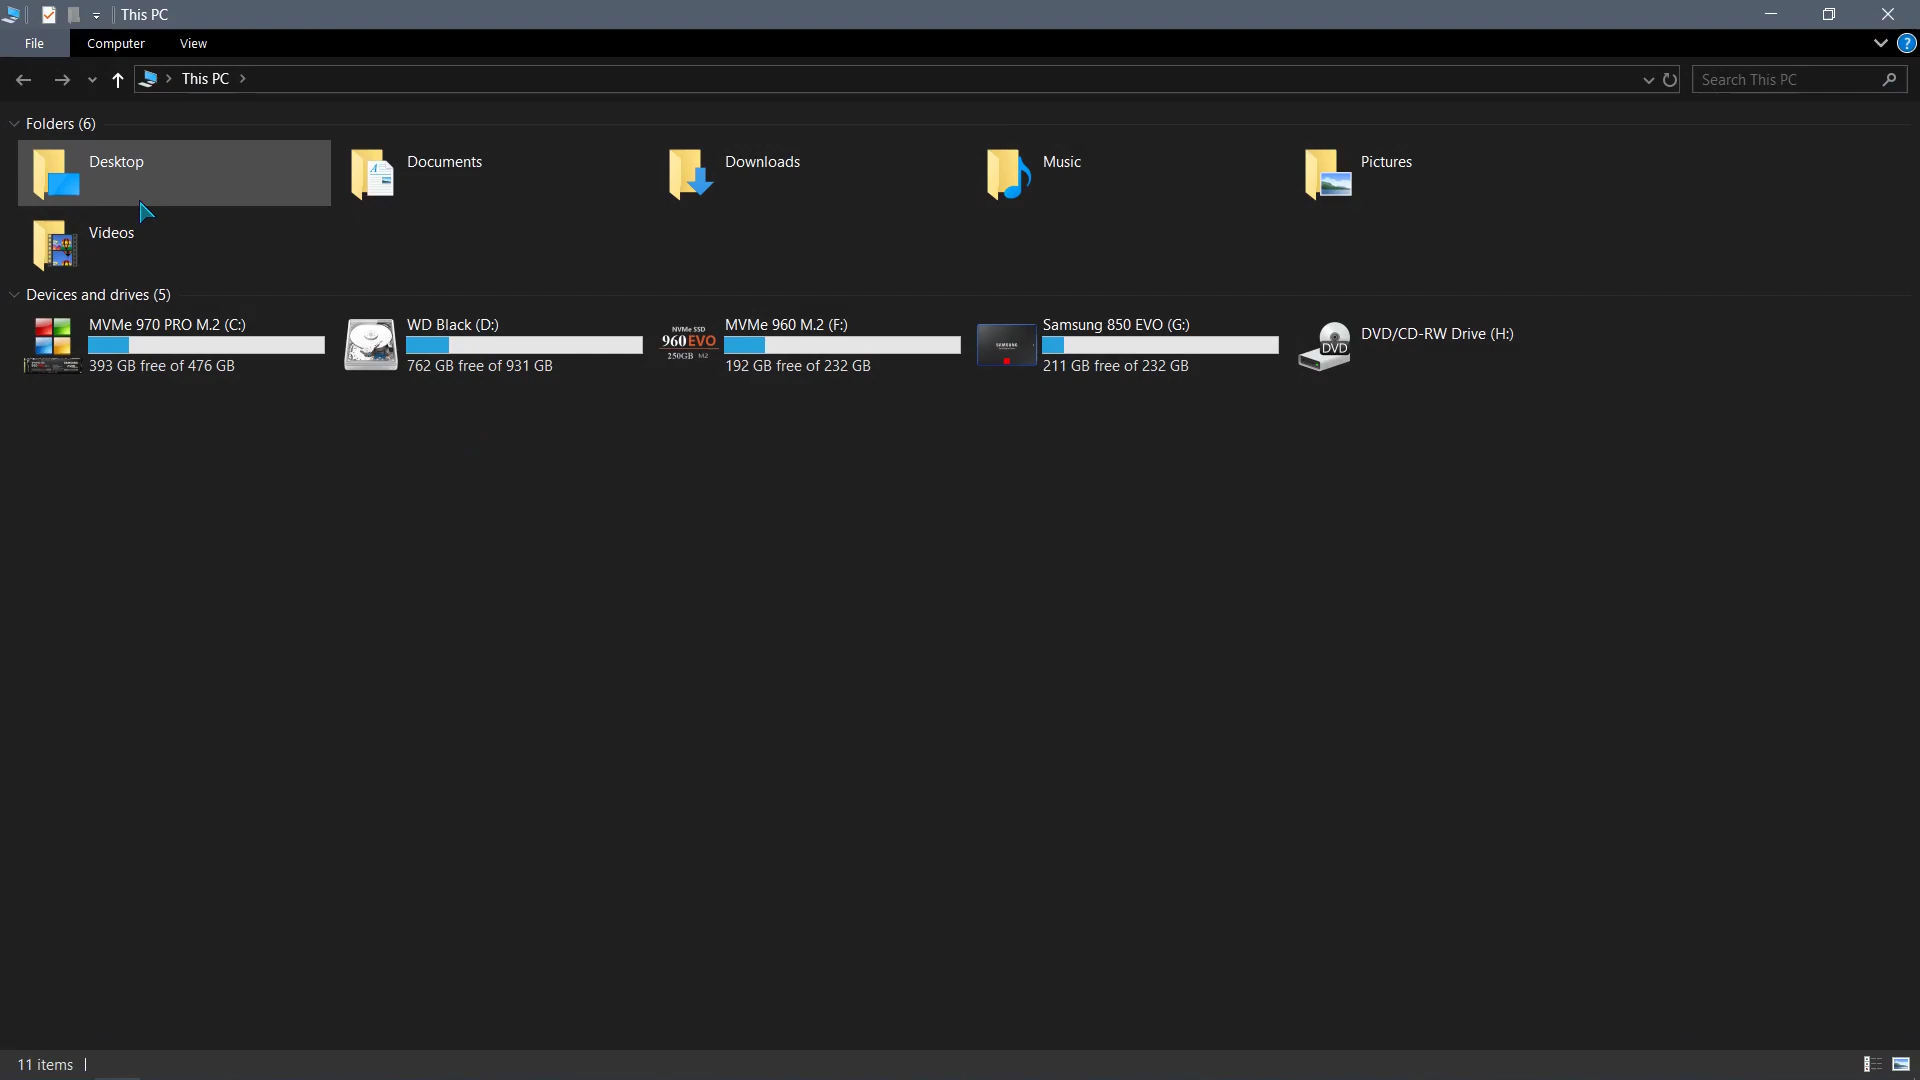 This PC
File Computer View
This PC
Search This PC
Folders (6)
Desktop Documents Downloads Music Pictures
Videos
Devices and drives (5)
MVMe 970 PRO M.2 (C:)
393 GB free of 476 GB
WD Black (D:)
762 GB free of 931 GB
NVMe SSD
960 EVO
250GB M2
MVMe 960 M.2 (F:)
192 GB free of 232 GB
SAMSUNG
Samsung 850 EVO (G:)
211 GB free of 232 GB
DVD
DVD/CD-RW Drive (H:)
11 items